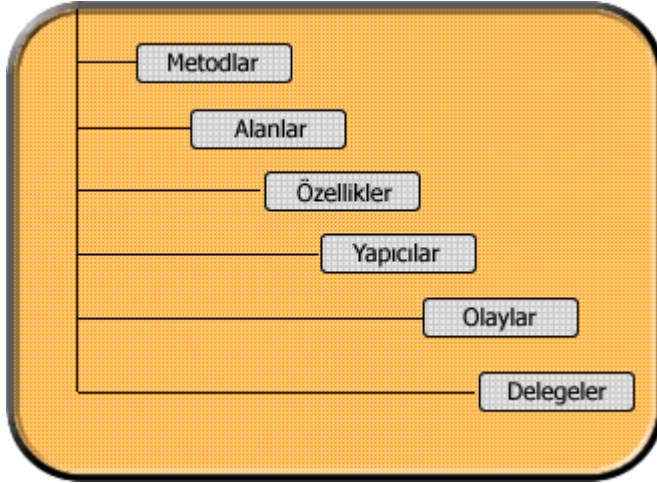 Metodlar
Alanlar
Özellikler
Yapıcılar
Olaylar
Delegeler